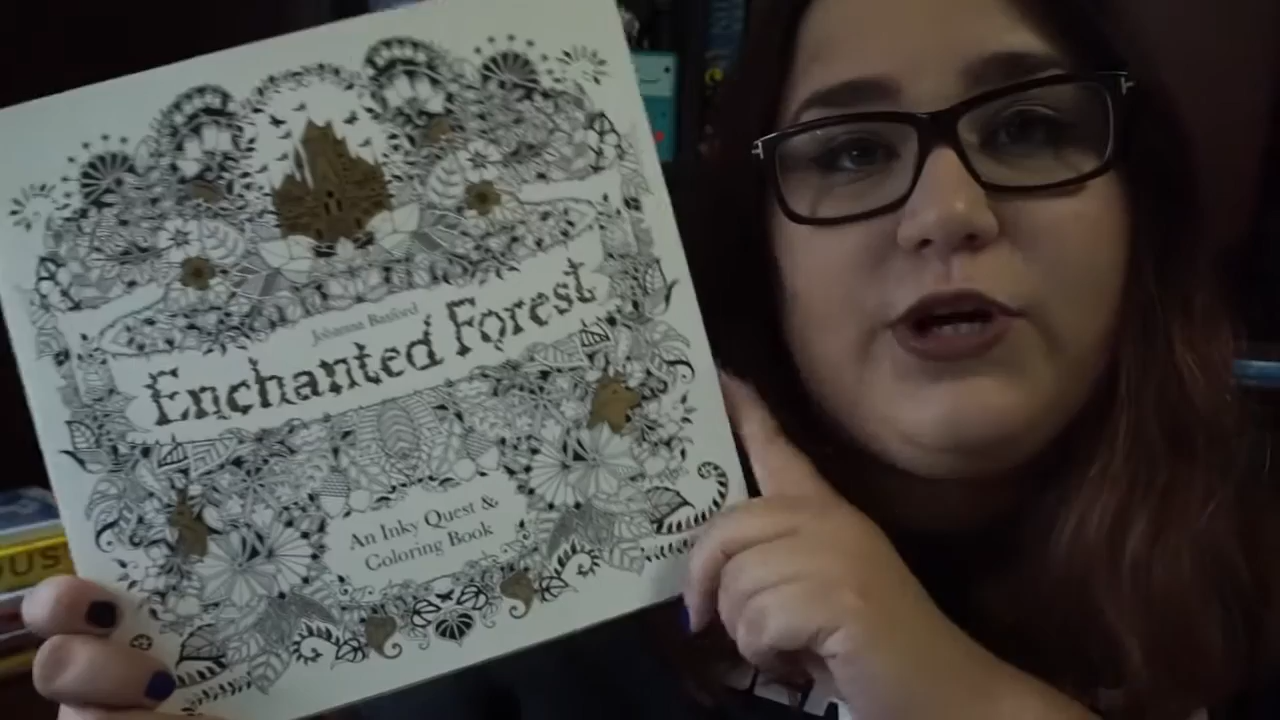 Johanna Basford
Enchanted Forest
An Inky Quest &
Coloring Book